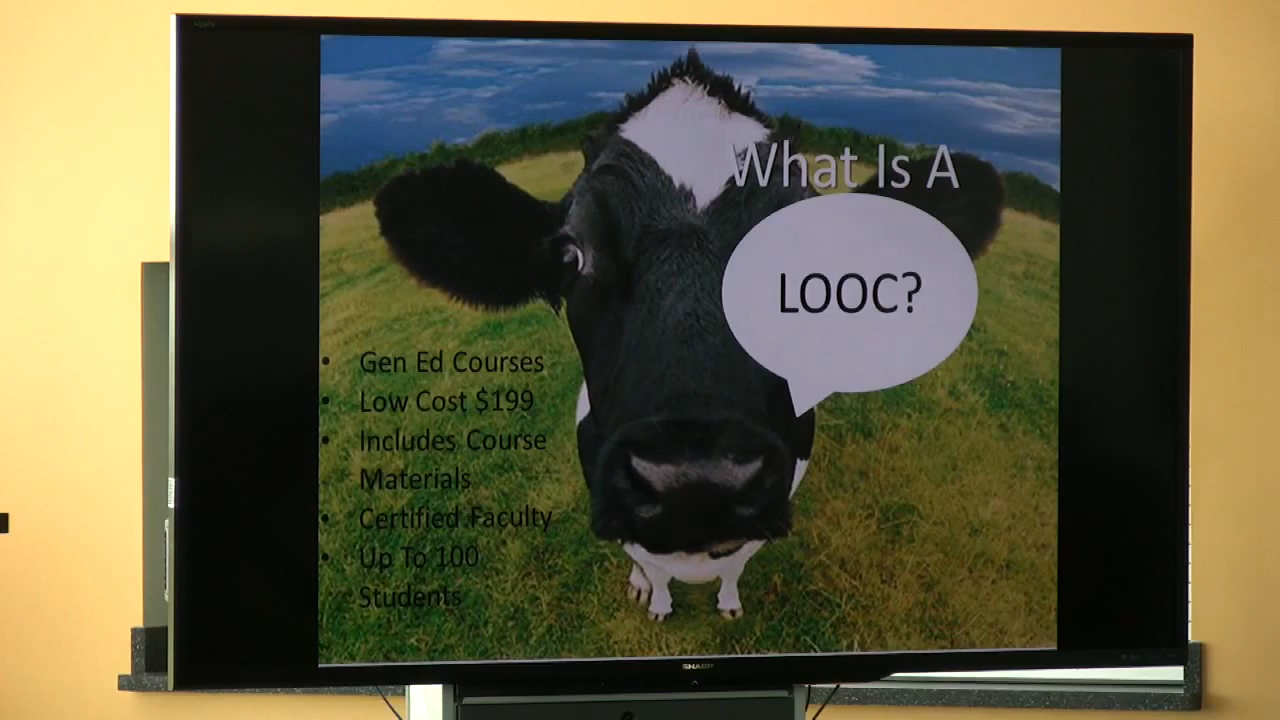 What Is A
LOOC?
• Gen Ed Courses
• Low Cost $199
• Includes Course
Materials
• Certified Faculty
• Up To 100
Students
SHARP